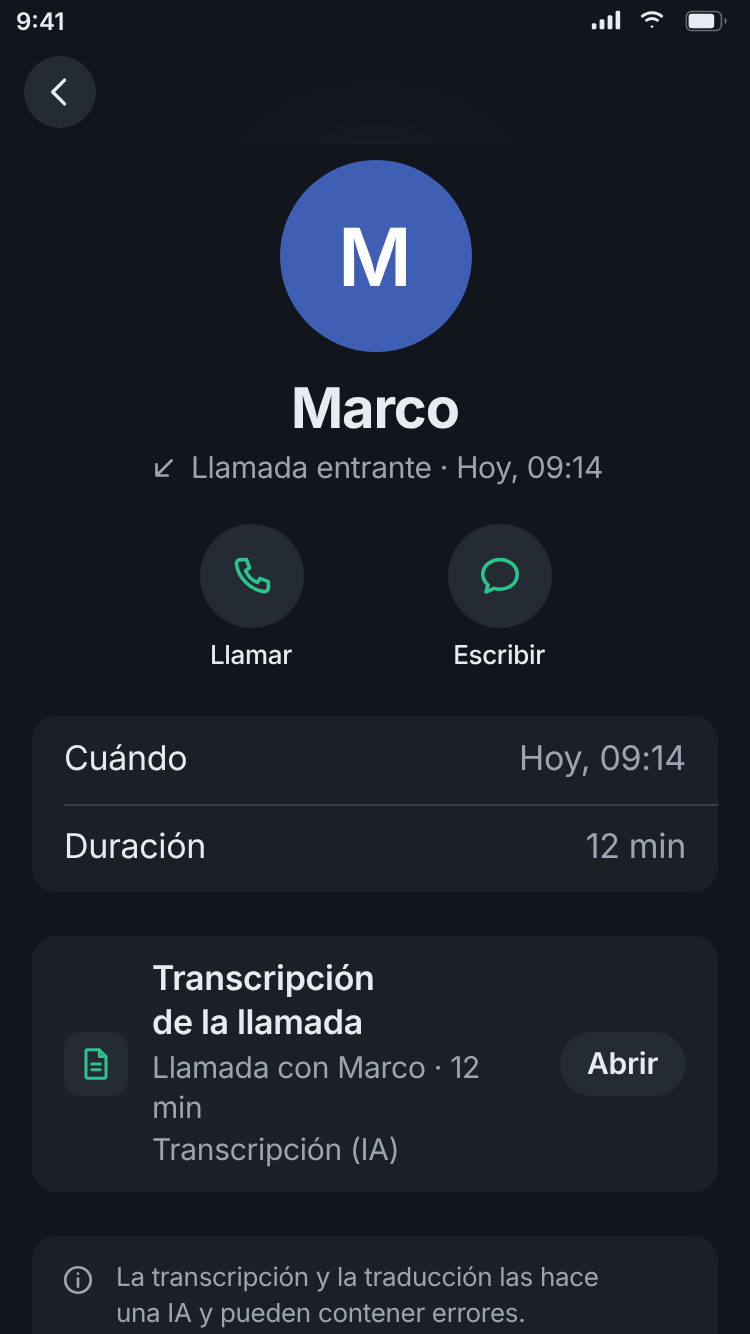 9:41
M
Marco
Llamada entrante · Hoy, 09:14
Llamar
Escribir
Cuándo
Hoy, 09:14
Duración
12 min
Transcripción
de la llamada
Llamada con Marco · 12
min
Transcripción (IA)
Abrir
La transcripción y la traducción las hace
una IA y pueden contener errores.